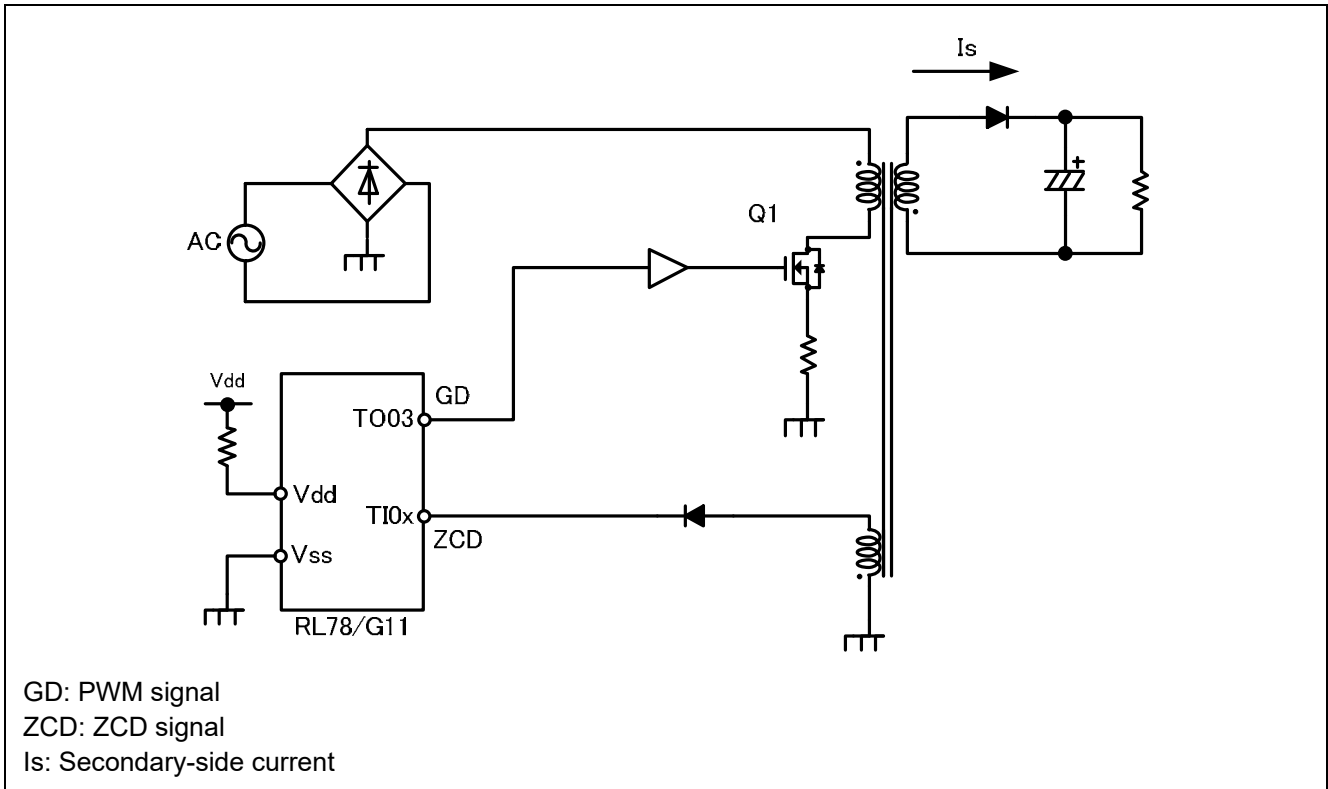 Is
Q1
AC
+
Vdd
GD
TO03
Vdd
TI0x
ZCD
Vss
RL78/G11
GD: PWM signal
ZCD: ZCD signal
Is: Secondary-side current